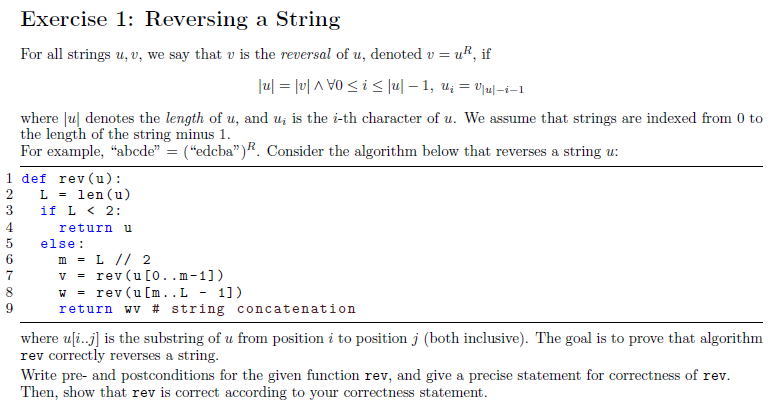 Exercise 1: Reversing a String
For all strings u, v, we say that v is the reversal of u, denoted v = u^R, if
|u| = |v| ∧ ∀0 ≤ i ≤ |u| − 1, u_i = v_{|u|−i−1}
where |u| denotes the length of u, and u_i is the i-th character of u. We assume that strings are indexed from 0 to
the length of the string minus 1.
For example, “abcde” = (“edcba”)^R. Consider the algorithm below that reverses a string u:
1 def rev(u):
2   L = len(u)
3   if L < 2:
4     return u
5   else:
6     m = L // 2
7     v = rev(u[0..m-1])
8     w = rev(u[m..L - 1])
9     return wv # string concatenation
where u[i..j] is the substring of u from position i to position j (both inclusive). The goal is to prove that algorithm
rev correctly reverses a string.
Write pre- and postconditions for the given function rev, and give a precise statement for correctness of rev.
Then, show that rev is correct according to your correctness statement.